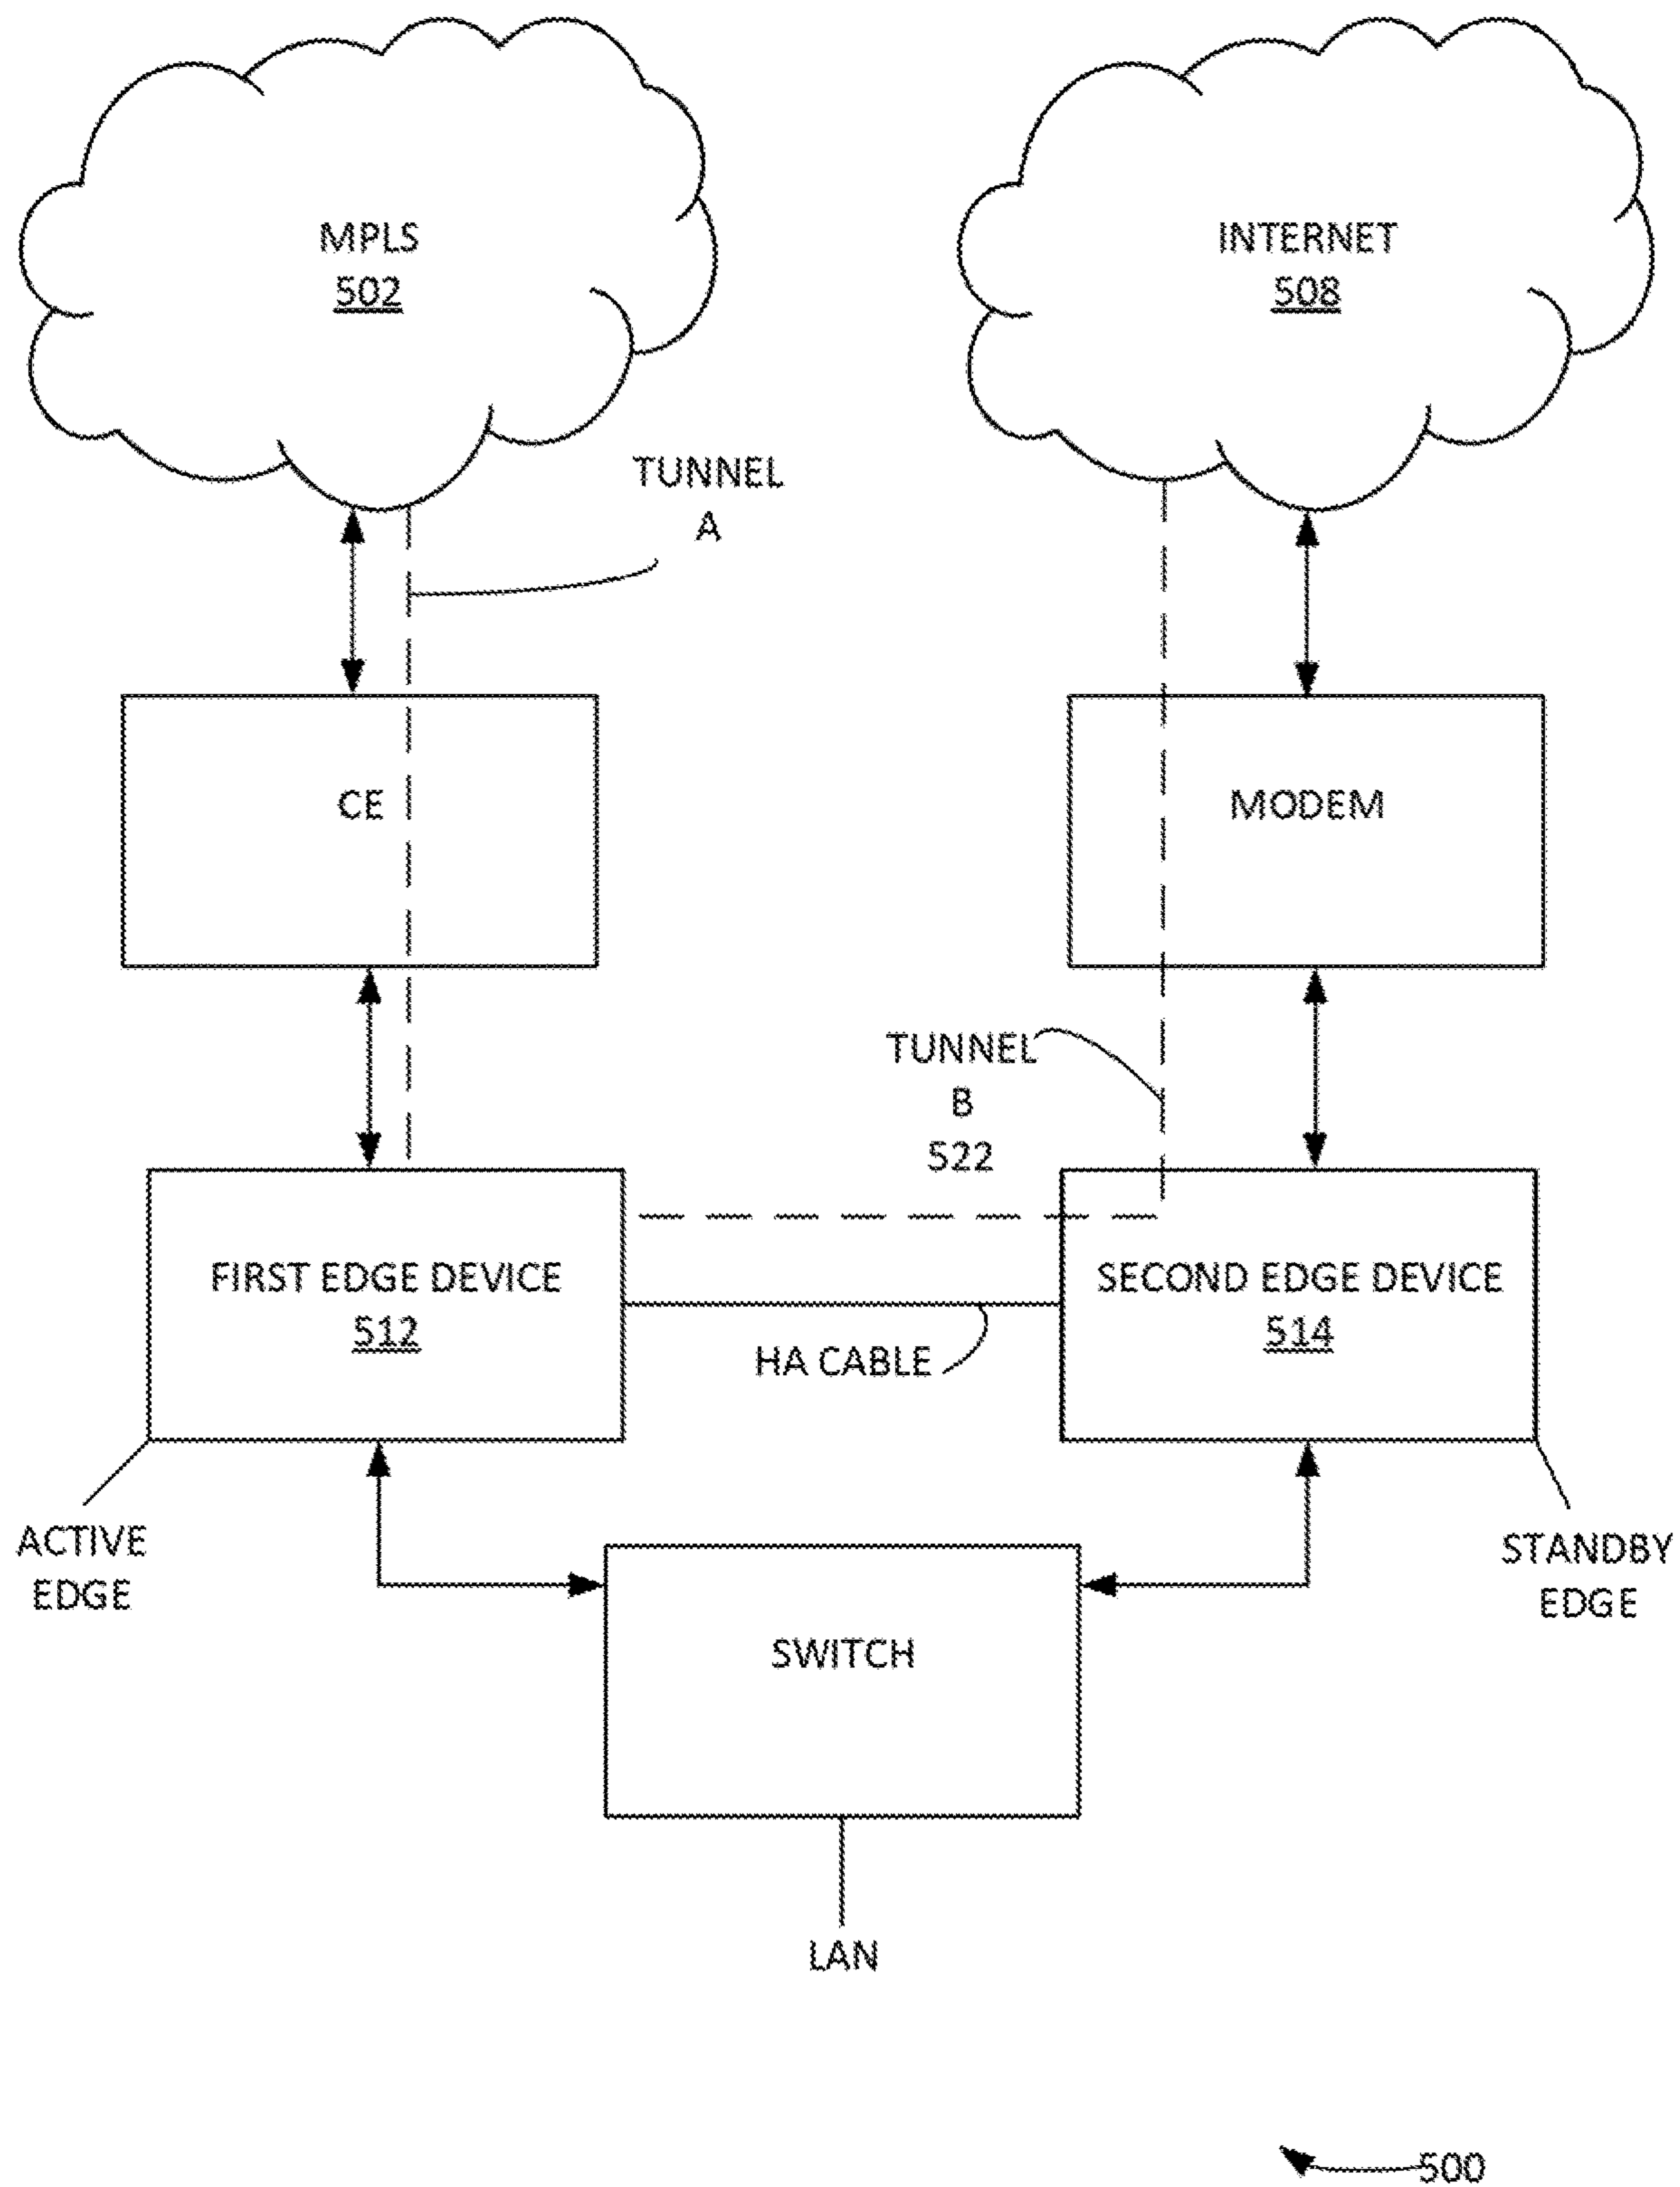 MPLS
502
INTERNET
508
TUNNEL
A
CE
MODEM
TUNNEL
B
522
FIRST EDGE DEVICE
512
SECOND EDGE DEVICE
514
HA CABLE
ACTIVE
EDGE
STANDBY
EDGE
SWITCH
LAN
500